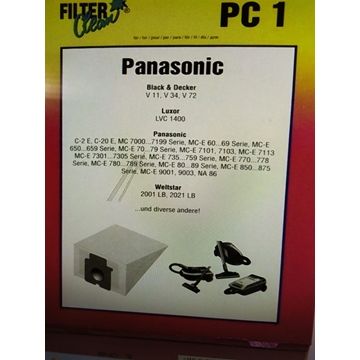 FILTER
Clean
PC 1
for / für / pour / per / para / för / til / dla / для
Panasonic
Black & Decker
V 11, V 34, V 72
Luxor
LVC 1400
Panasonic
C-2 E, C-20 E, MC 7000...7199 Serie, MC-E 60...69 Serie, MC-E
650...659 Serie, MC-E 70...79 Serie, MC-E 7101, 7103, MC-E 7113
MC-E 7301...7305 Serie, MC-E 735...759 Serie, MC-E 770...778
Serie, MC-E 780...789 Serie, MC-E 80...89 Serie, MC-E 850...875
Serie, MC-E 9001, 9003, NA 86
Weltstar
2001 LB, 2021 LB
...und diverse andere!